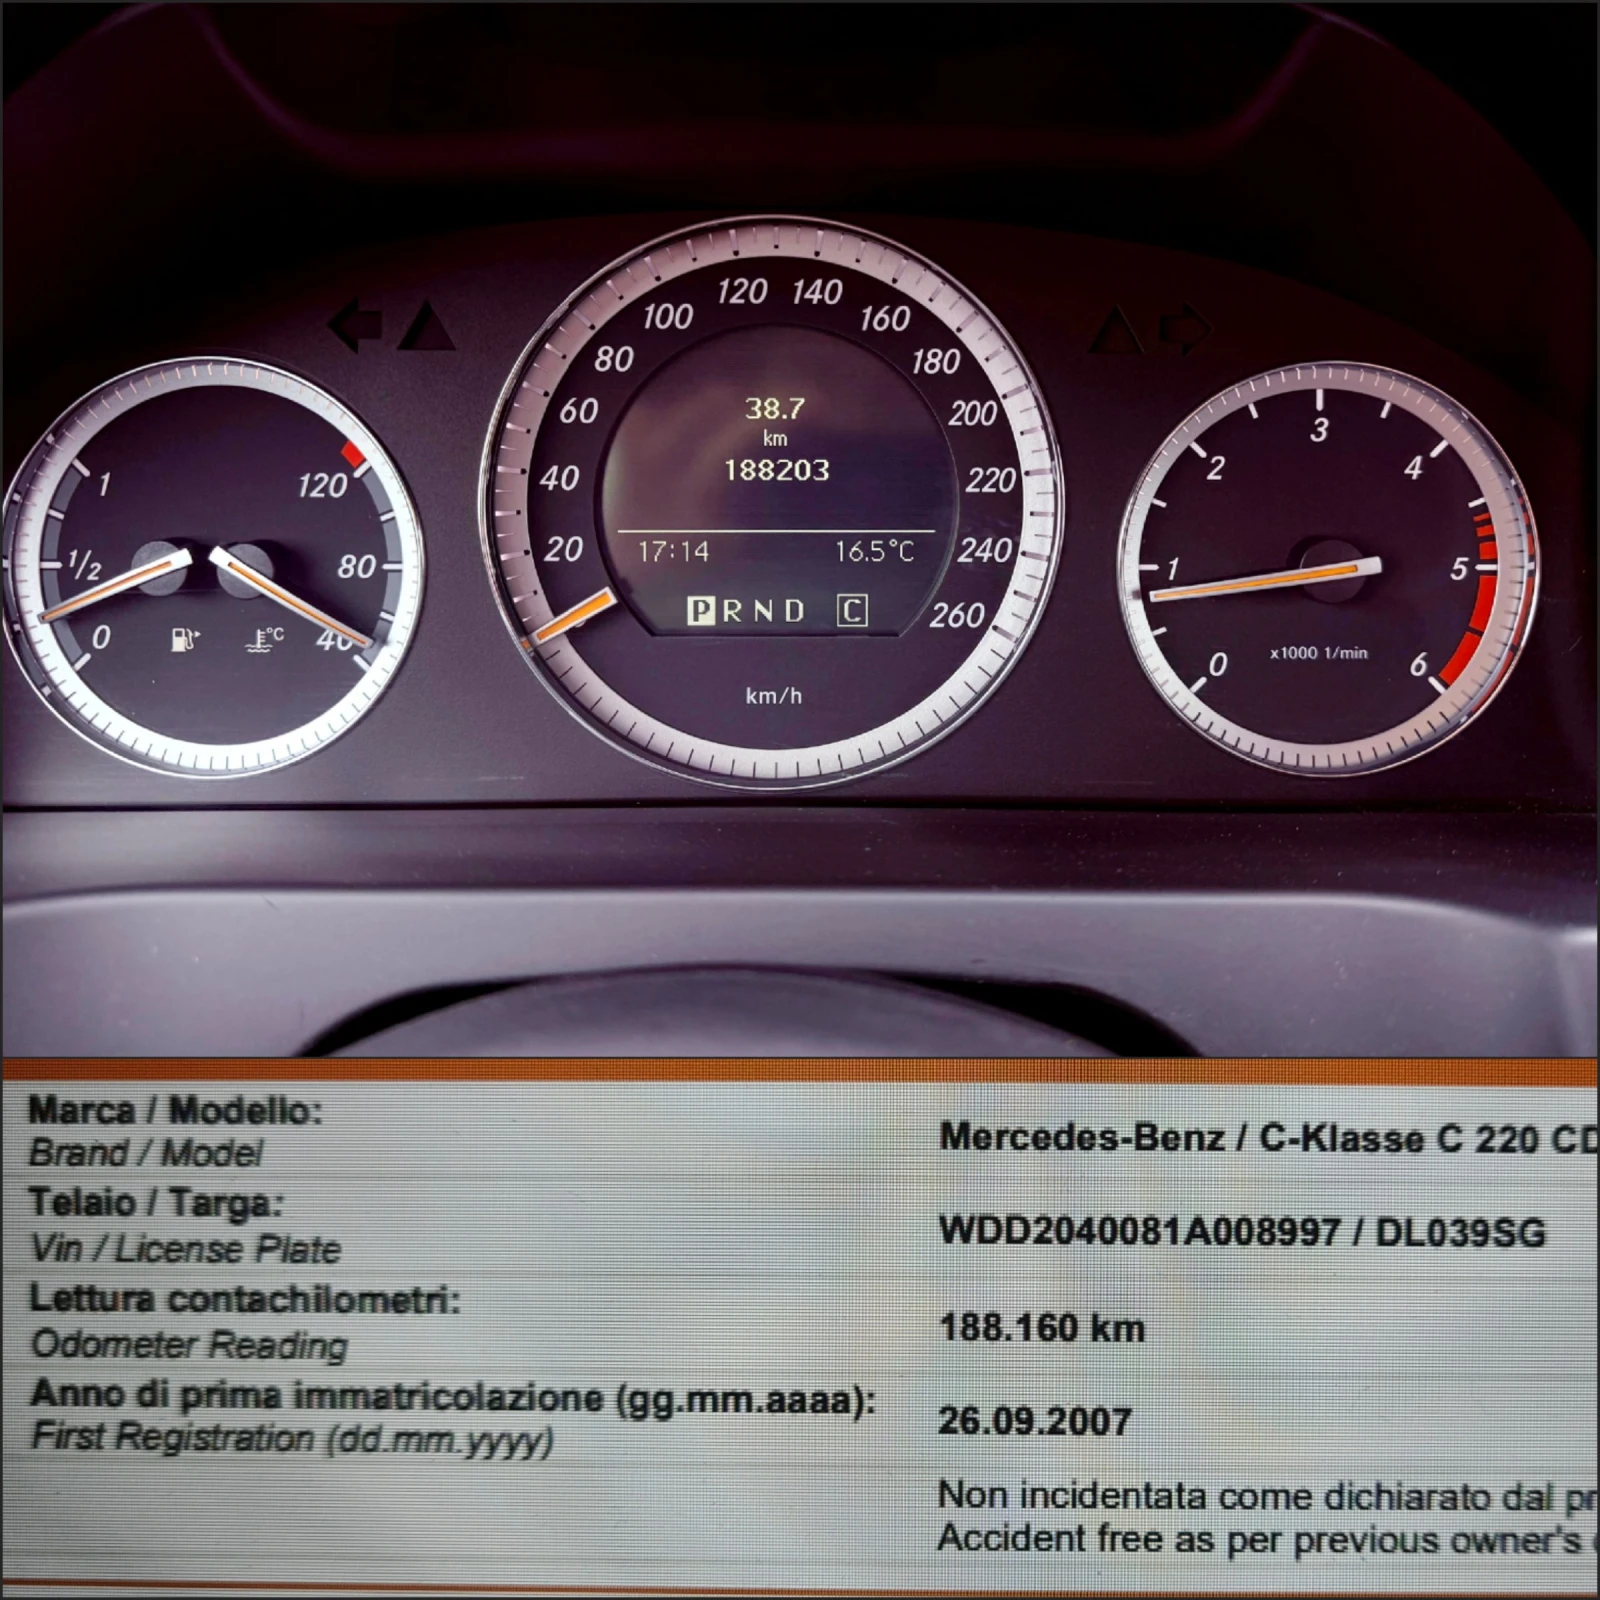 120 140
100 160
80 180
60 200
40 220
20 240
260
38.7
km
188203
17:14 16.5°C
P R N D C
km/h
1 120
1/2 80
0 °C 40
3
2 4
1 5
0 x1000 1/min 6
Marca / Modello:
Brand / Model
Mercedes-Benz / C-Klasse C 220 CD
Telaio / Targa:
Vin / License Plate
WDD2040081A008997 / DL039SG
Lettura contachilometri:
Odometer Reading
188.160 km
Anno di prima immatricolazione (gg.mm.aaaa):
First Registration (dd.mm.yyyy)
26.09.2007
Non incidentata come dichiarato dal pr
Accident free as per previous owner's